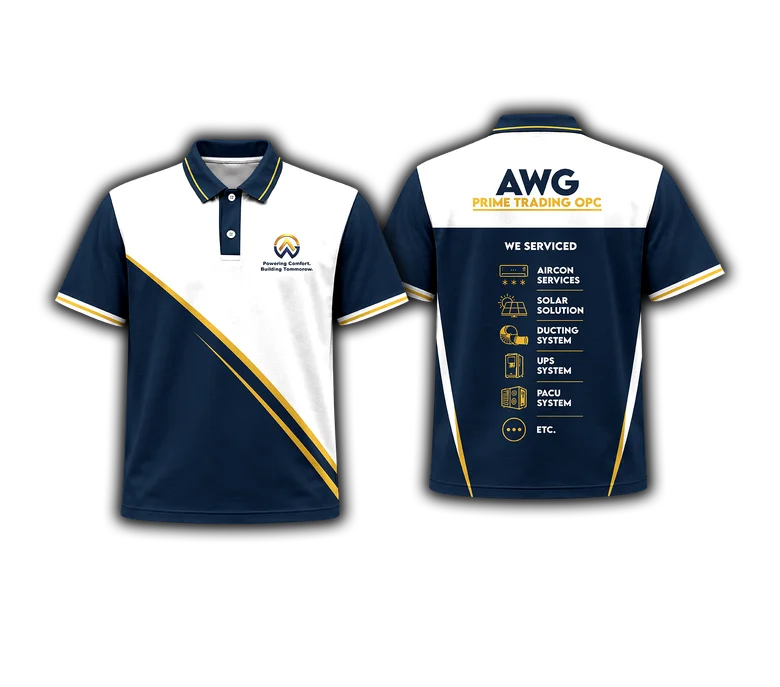 Powering Comfort.
Building Tommorow.
AWG
PRIME TRADING OPC
WE SERVICED
AIRCON
SERVICES
SOLAR
SOLUTION
DUCTING
SYSTEM
UPS
SYSTEM
PACU
SYSTEM
ETC.